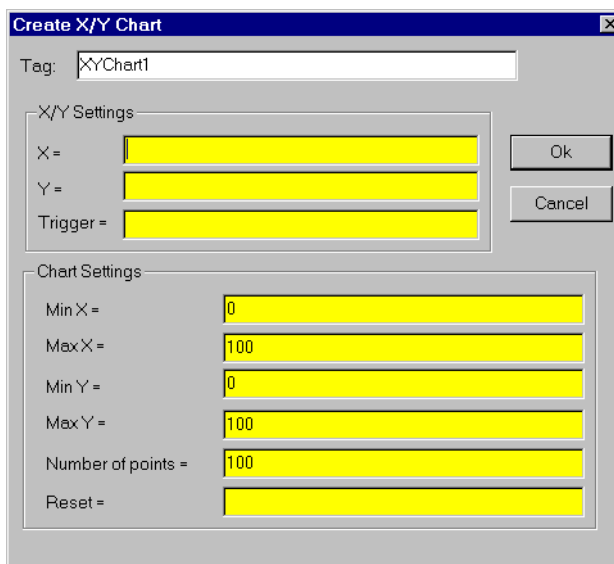 Create X/Y Chart
Tag: XYChart1
X/Y Settings
X =
Y =
Trigger =
Ok
Cancel
Chart Settings
Min X = 0
Max X = 100
Min Y = 0
Max Y = 100
Number of points = 100
Reset =